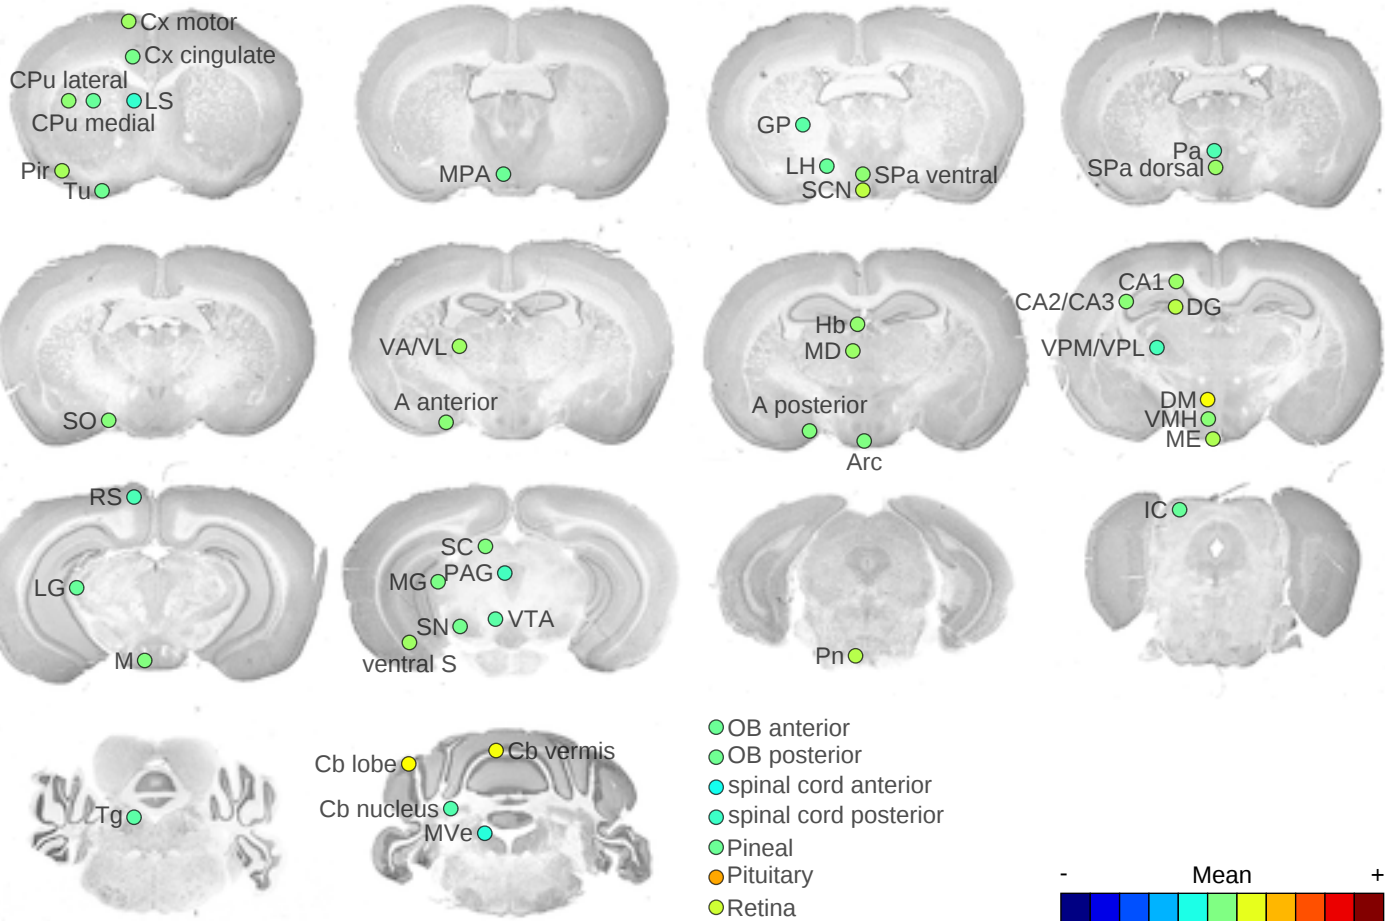 Cx motor
Cx cingulate
CPu lateral
LS
CPu medial
Pir
Tu
MPA
GP
LH
SPa ventral
SCN
Pa
SPa dorsal
SO
VA/VL
A anterior
Hb
MD
A posterior
Arc
CA1
CA2/CA3
DG
VPM/VPL
DM
VMH
ME
RS
LG
M
SC
PAG
MG
VTA
SN
ventral S
Pn
IC
Tg
Cb vermis
Cb lobe
Cb nucleus
MVe
OB anterior
OB posterior
spinal cord anterior
spinal cord posterior
Pineal
Pituitary
Retina
- Mean +